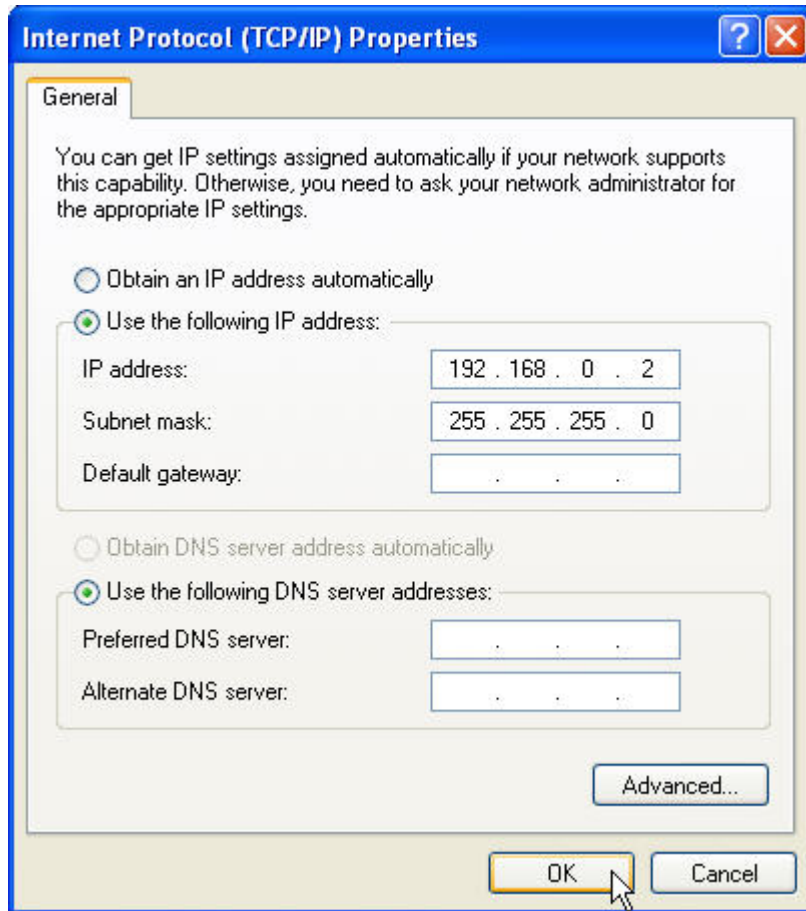 Internet Protocol (TCP/IP) Properties
General
You can get IP settings assigned automatically if your network supports
this capability. Otherwise, you need to ask your network administrator for
the appropriate IP settings.
Obtain an IP address automatically
Use the following IP address:
IP address: 192 . 168 . 0 . 2
Subnet mask: 255 . 255 . 255 . 0
Default gateway: . . .
Obtain DNS server address automatically
Use the following DNS server addresses:
Preferred DNS server: . . .
Alternate DNS server: . . .
Advanced...
OK Cancel